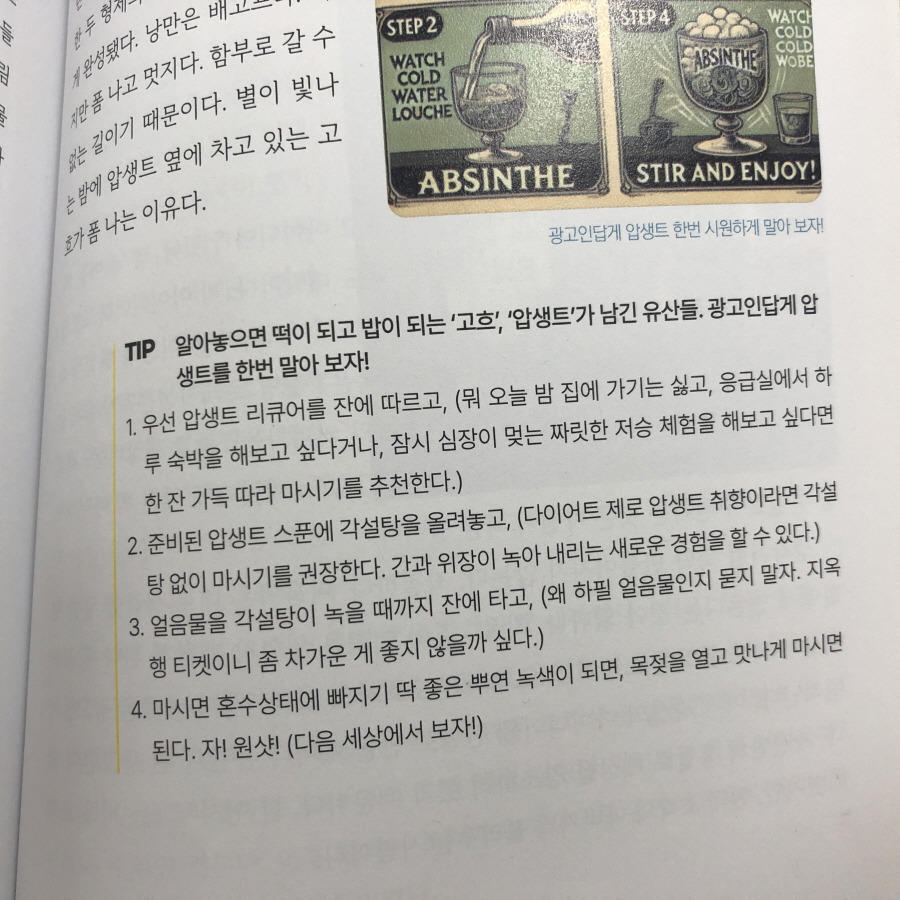 한 두 형제의
게 완성됐다. 낭만은 배고프다.
지만 폼 나고 멋지다. 함부로 갈 수
없는 길이기 때문이다. 별이 빛나
는 밤에 압생트 옆에 차고 있는 고
흐가 폼 나는 이유다.
STEP 2
WATCH
COLD
WATER
LOUCHE
ABSINTHE
STEP 4
WATCH
COLD
COLD
WOBE
ABSINTHE
STIR AND ENJOY!
광고인답게 압생트 한번 시원하게 말아 보자!
TIP 알아놓으면 떡이 되고 밥이 되는 '고흐', '압생트'가 남긴 유산들. 광고인답게 압
생트를 한번 말아 보자!
1. 우선 압생트 리큐어를 잔에 따르고, (뭐 오늘 밤 집에 가기는 싫고, 응급실에서 하
루 숙박을 해보고 싶다거나, 잠시 심장이 멎는 짜릿한 저승 체험을 해보고 싶다면
한 잔 가득 따라 마시기를 추천한다.)
2. 준비된 압생트 스푼에 각설탕을 올려놓고, (다이어트 제로 압생트 취향이라면 각설
탕 없이 마시기를 권장한다. 간과 위장이 녹아 내리는 새로운 경험을 할 수 있다.)
3. 얼음물을 각설탕이 녹을 때까지 잔에 타고, (왜 하필 얼음물인지 묻지 말자. 지옥
행 티켓이니 좀 차가운 게 좋지 않을까 싶다.)
4. 마시면 혼수상태에 빠지기 딱 좋은 뿌연 녹색이 되면, 목젖을 열고 맛나게 마시면
된다. 자! 원샷! (다음 세상에서 보자!)